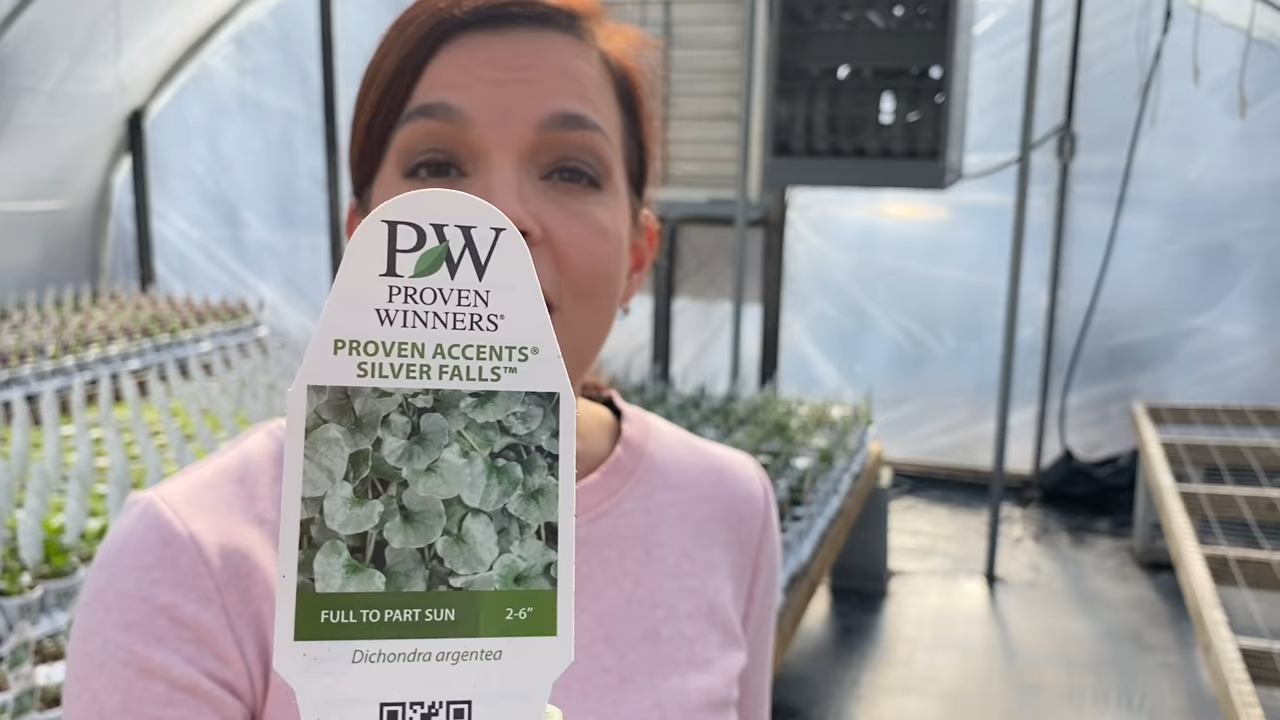 PW
PROVEN
WINNERS®
PROVEN ACCENTS®
SILVER FALLS™
FULL TO PART SUN 2-6"
Dichondra argentea